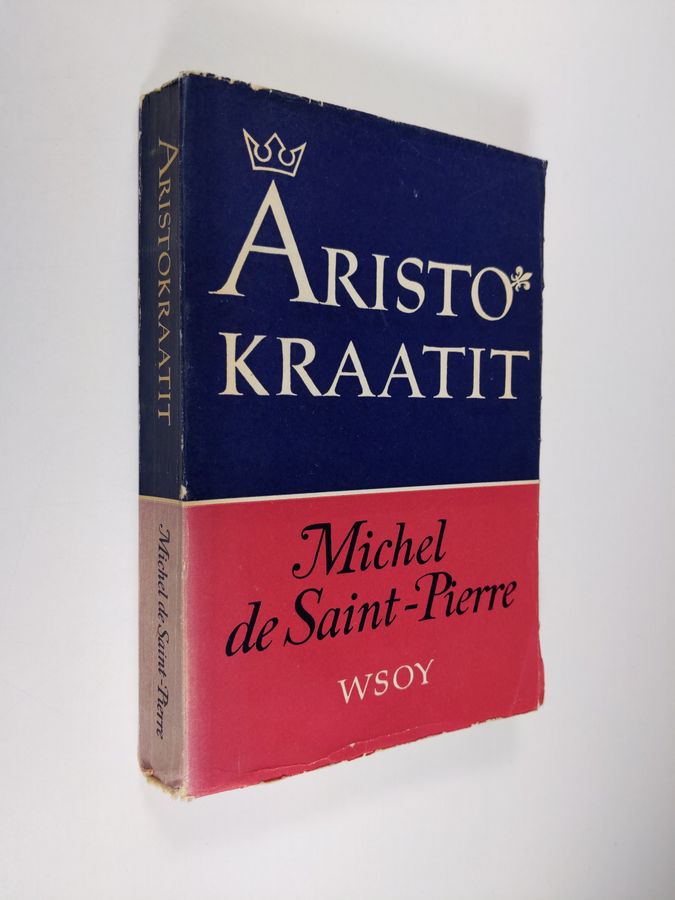 ARISTOKRAATIT
Michel de Saint-Pierre
ARISTO
KRAATIT
Michel
de Saint-Pierre
WSOY